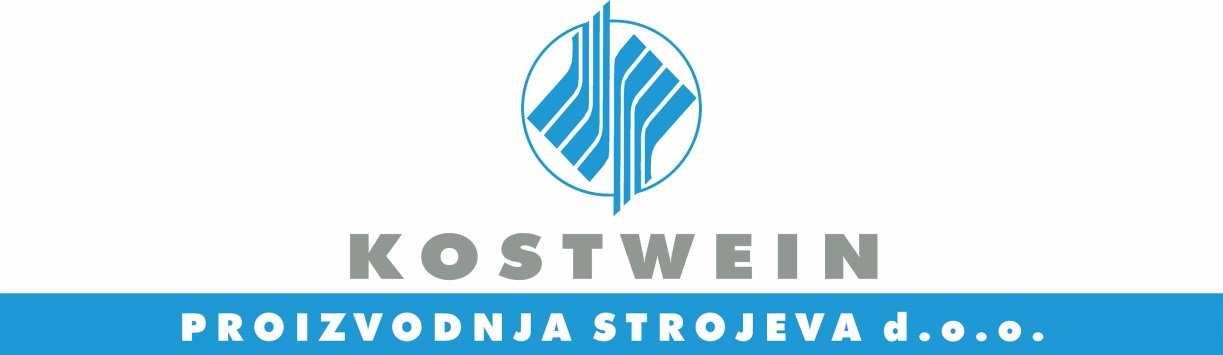 KOSTWEIN
PROIZVODNJA STROJEVA d.o.o.